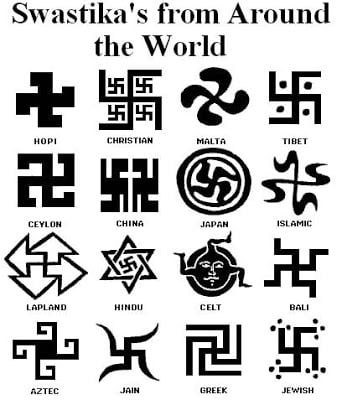 Swastika's from Around
the World
HOPI CHRISTIAN MALTA TIBET
CEYLON CHINA JAPAN ISLAMIC
LAPLAND HINDU CELT BALI
AZTEC JAIN GREEK JEWISH